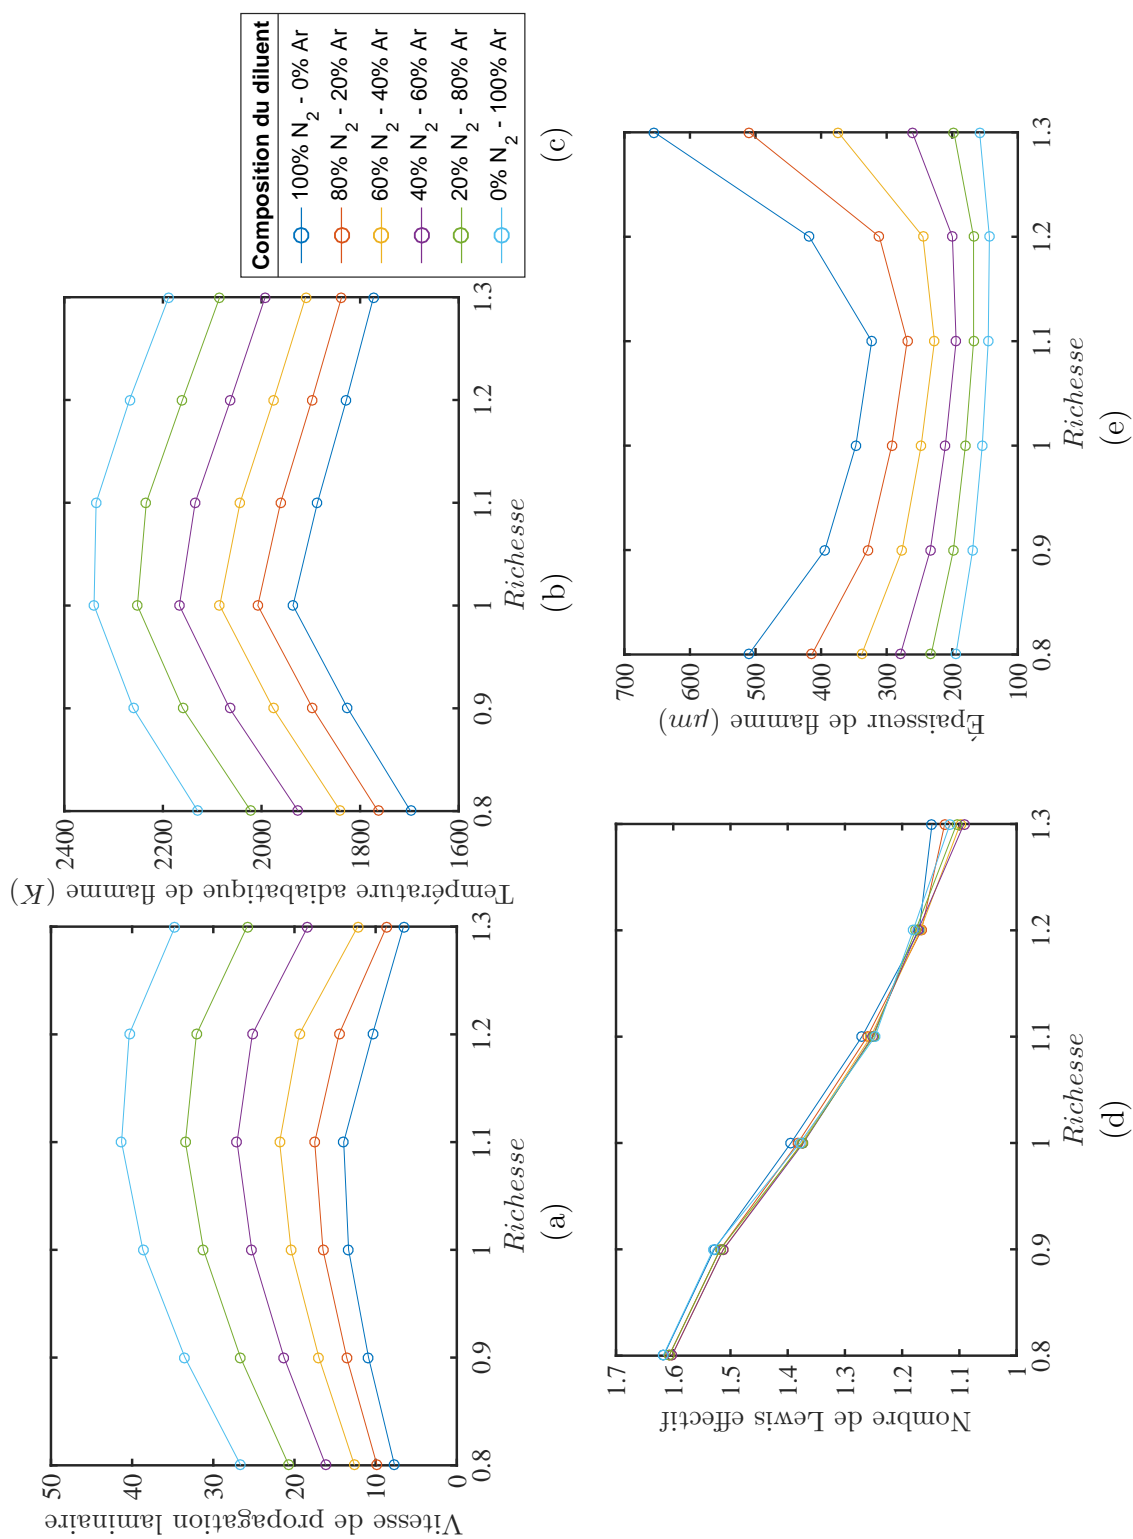 50
40
30
20
10
0
0.8
0.9
1
1.1
1.2
1.3
Vitesse de propagation laminaire
Richesse
(a)
2400
2200
2000
1800
1600
0.8
0.9
1
1.1
1.2
1.3
Température adiabatique de flamme (K)
Richesse
(b)
Composition du diluent
100% N2 - 0% Ar
80% N2 - 20% Ar
60% N2 - 40% Ar
40% N2 - 60% Ar
20% N2 - 80% Ar
0% N2 - 100% Ar
(c)
1.7
1.6
1.5
1.4
1.3
1.2
1.1
1
0.8
0.9
1
1.1
1.2
1.3
Nombre de Lewis effectif
Richesse
(d)
700
600
500
400
300
200
100
0.8
0.9
1
1.1
1.2
1.3
Épaisseur de flamme (μm)
Richesse
(e)